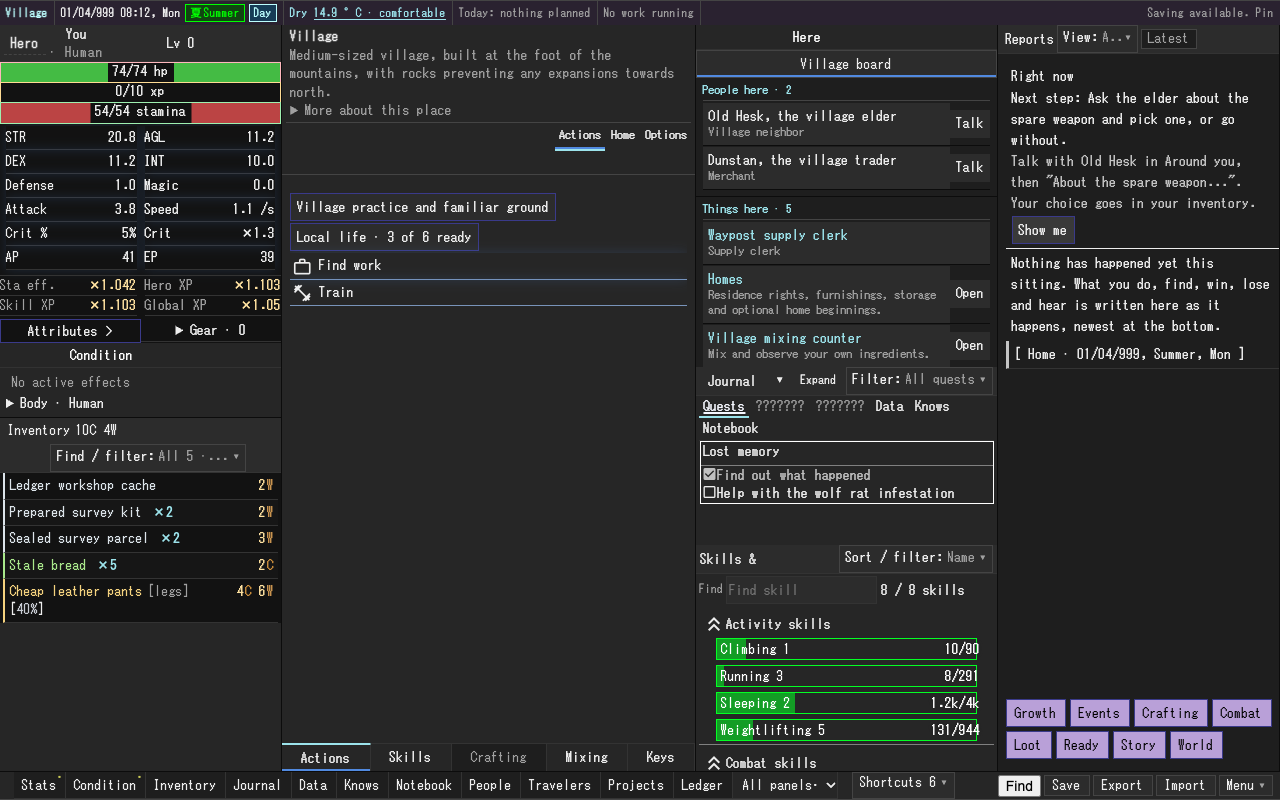 Village 01/04/999 08:12, Mon 夏Summer Day Dry 14.9 ° C · comfortable Today: nothing planned No work running Saving available. Pin
Hero · You Lv 0
Human
74/74 hp
0/10 xp
54/54 stamina
STR 20.8 AGL 11.2
DEX 11.2 INT 10.0
Defense 1.0 Magic 0.0
Attack 3.8 Speed 1.1 /s
Crit % 5% Crit ×1.3
AP 41 EP 39
Sta eff. ×1.042 Hero XP ×1.103
Skill XP ×1.103 Global XP ×1.05
Attributes > ▶ Gear · 0
Condition
No active effects
▶ Body · Human
Inventory 10C 4W
Find / filter: All 5 ·... ▾
Ledger workshop cache 2W
Prepared survey kit ×2 2W
Sealed survey parcel ×2 3W
Stale bread ×5 2C
Cheap leather pants [legs] 4C 6W
[40%]
Village
Medium-sized village, built at the foot of the
mountains, with rocks preventing any expansions towards
north.
▶ More about this place
Actions Home Options
Village practice and familiar ground
Local life · 3 of 6 ready
Find work
Train
Actions Skills Crafting Mixing Keys
Here
Village board
People here · 2
Old Hesk, the village elder Talk
Village neighbor
Dunstan, the village trader Talk
Merchant
Things here · 5
Waypost supply clerk
Supply clerk
Homes Open
Residence rights, furnishings, storage
and optional home beginnings.
Village mixing counter Open
Mix and observe your own ingredients.
Journal ▾ Expand Filter: All quests ▾
Quests ??????? ??????? Data Knows
Notebook
Lost memory
Find out what happened
Help with the wolf rat infestation
Skills & Sort / filter: Name ▾
Find Find skill 8 / 8 skills
Activity skills
Climbing 1 10/90
Running 3 8/291
Sleeping 2 1.2k/4k
Weightlifting 5 131/944
Combat skills
Reports View: A.. ▾ Latest
Right now
Next step: Ask the elder about the
spare weapon and pick one, or go
without.
Talk with Old Hesk in Around you,
then "About the spare weapon...".
Your choice goes in your inventory.
Show me
Nothing has happened yet this
sitting. What you do, find, win, lose
and hear is written here as it
happens, newest at the bottom.
[ Home · 01/04/999, Summer, Mon ]
Growth Events Crafting Combat
Loot Ready Story World
Stats Condition Inventory Journal Data Knows Notebook People Travelers Projects Ledger All panels· Shortcuts 6 ▾ Find Save Export Import Menu ▾